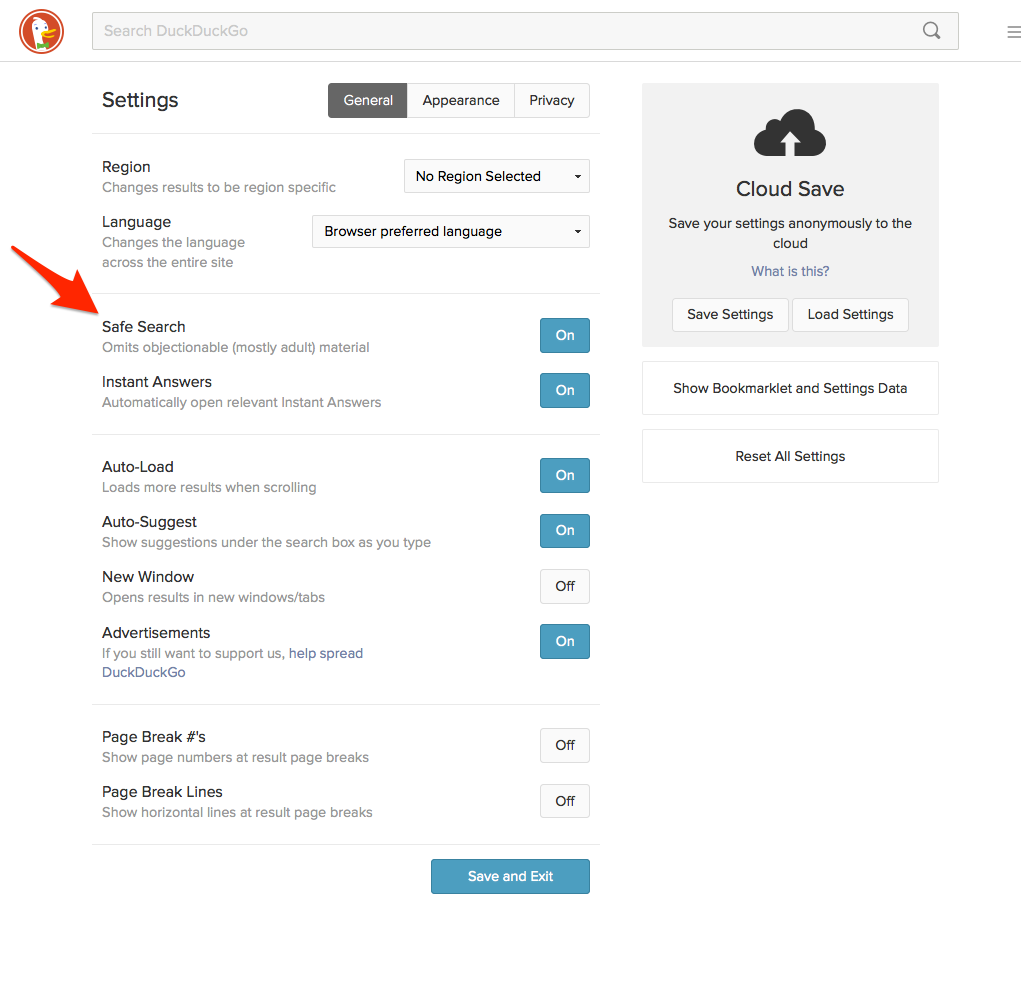 Search DuckDuckGo
Settings
General
Appearance
Privacy
Region
Changes results to be region specific
No Region Selected
Language
Changes the language
across the entire site
Browser preferred language
Safe Search
Omits objectionable (mostly adult) material
On
Instant Answers
Automatically open relevant Instant Answers
On
Auto-Load
Loads more results when scrolling
On
Auto-Suggest
Show suggestions under the search box as you type
On
New Window
Opens results in new windows/tabs
Off
Advertisements
If you still want to support us, help spread
DuckDuckGo
On
Page Break #'s
Show page numbers at result page breaks
Off
Page Break Lines
Show horizontal lines at result page breaks
Off
Save and Exit
Cloud Save
Save your settings anonymously to the
cloud
What is this?
Save Settings
Load Settings
Show Bookmarklet and Settings Data
Reset All Settings